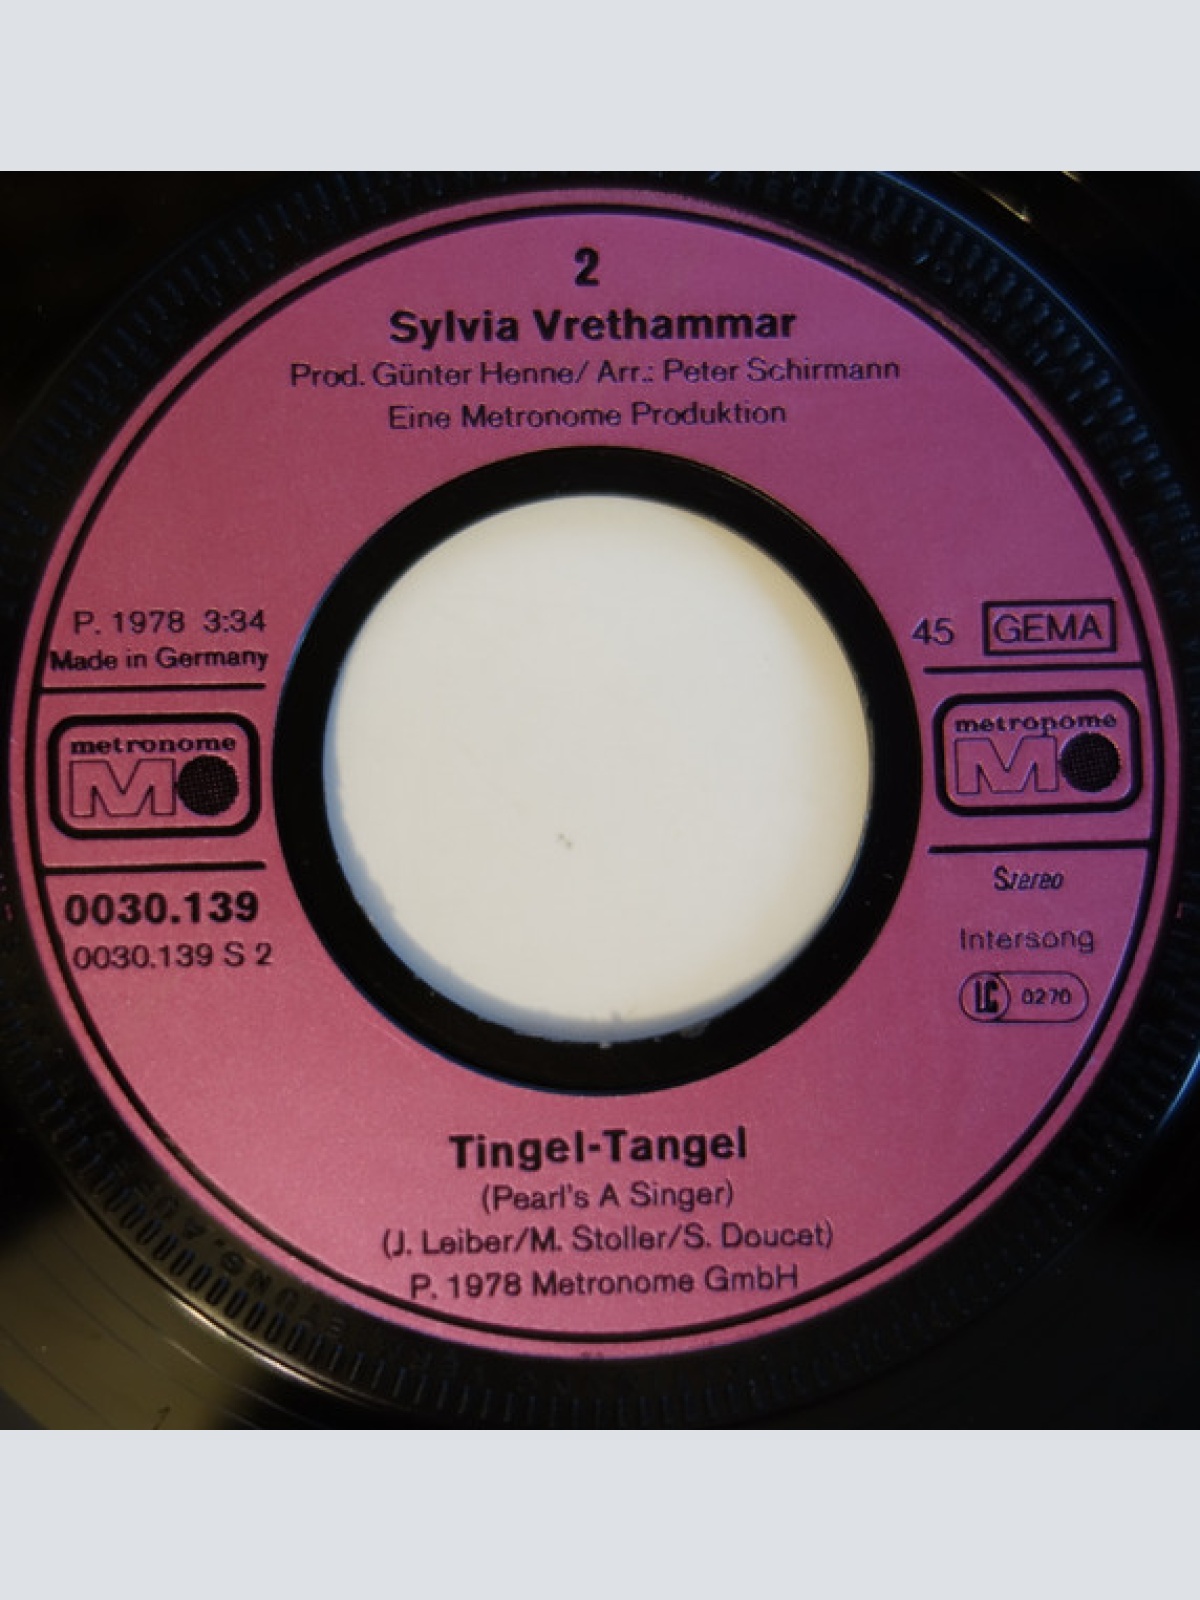 2
Sylvia Vrethammar
Prod. Günter Henne/ Arr.: Peter Schirmann
Eine Metronome Produktion
P. 1978 3:34
Made in Germany
metronome
MO
0030.139
0030.139 S 2
45 GEMA
metronome
MO
Stereo
Intersong
LC 0270
Tingel-Tangel
(Pearl's A Singer)
(J. Leiber/M. Stoller/S. Doucet)
P. 1978 Metronome GmbH